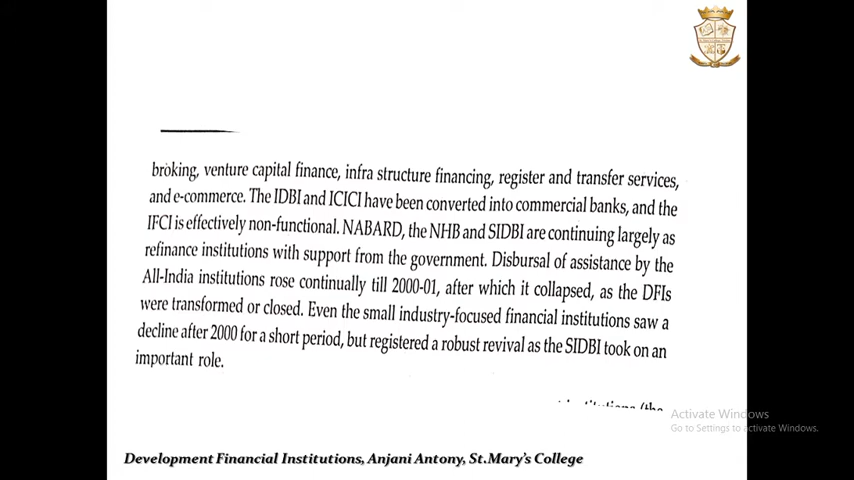 broking, venture capital finance, infra structure financing, register and transfer services,
and e-commerce. The IDBI and ICICI have been converted into commercial banks, and the
IFCI is effectively non-functional. NABARD, the NHB and SIDBI are continuing largely as
refinance institutions with support from the government. Disbursal of assistance by the
All-India institutions rose continually till 2000-01, after which it collapsed, as the DFIs
were transformed or closed. Even the small industry-focused financial institutions saw a
decline after 2000 for a short period, but registered a robust revival as the SIDBI took on an
important role.
(the
Activate Windows
Go to Settings to activate Windows.
Development Financial Institutions, Anjani Antony, St.Mary's College